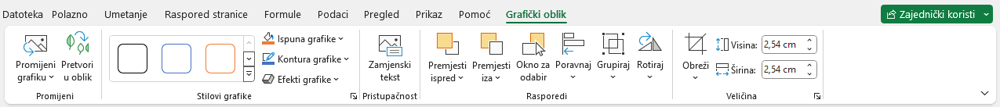 Datoteka Polazno Umetanje Raspored stranice Formule Podaci Pregled Prikaz Pomoć Grafički oblik Zajednički koristi
Promijeni grafiku
Pretvori u oblik
Promijeni
Ispuna grafike
Kontura grafike
Efekti grafike
Stilovi grafike
Zamjenski tekst
Pristupačnost
Premjesti ispred
Premjesti iza
Okno za odabir
Poravnaj
Grupiraj
Rotiraj
Rasporedi
Obreži
Visina: 2,54 cm
Širina: 2,54 cm
Veličina